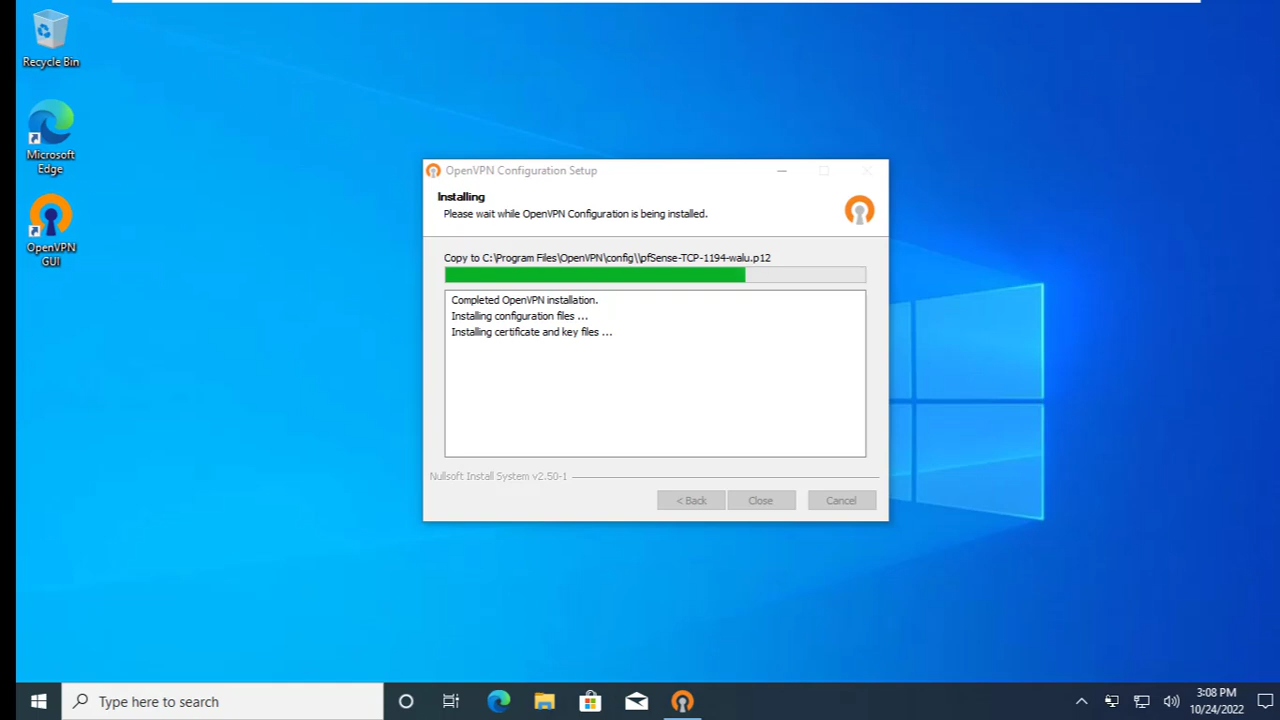 Recycle Bin
Microsoft
Edge
OpenVPN
GUI
OpenVPN Configuration Setup
Installing
Please wait while OpenVPN Configuration is being installed.
Copy to C:\Program Files\OpenVPN\config\\pfSense-TCP-1194-walu.p12
Completed OpenVPN installation.
Installing configuration files ...
Installing certificate and key files ...
Nullsoft Install System v2.50-1
< Back
Close
Cancel
Type here to search
3:08 PM
10/24/2022